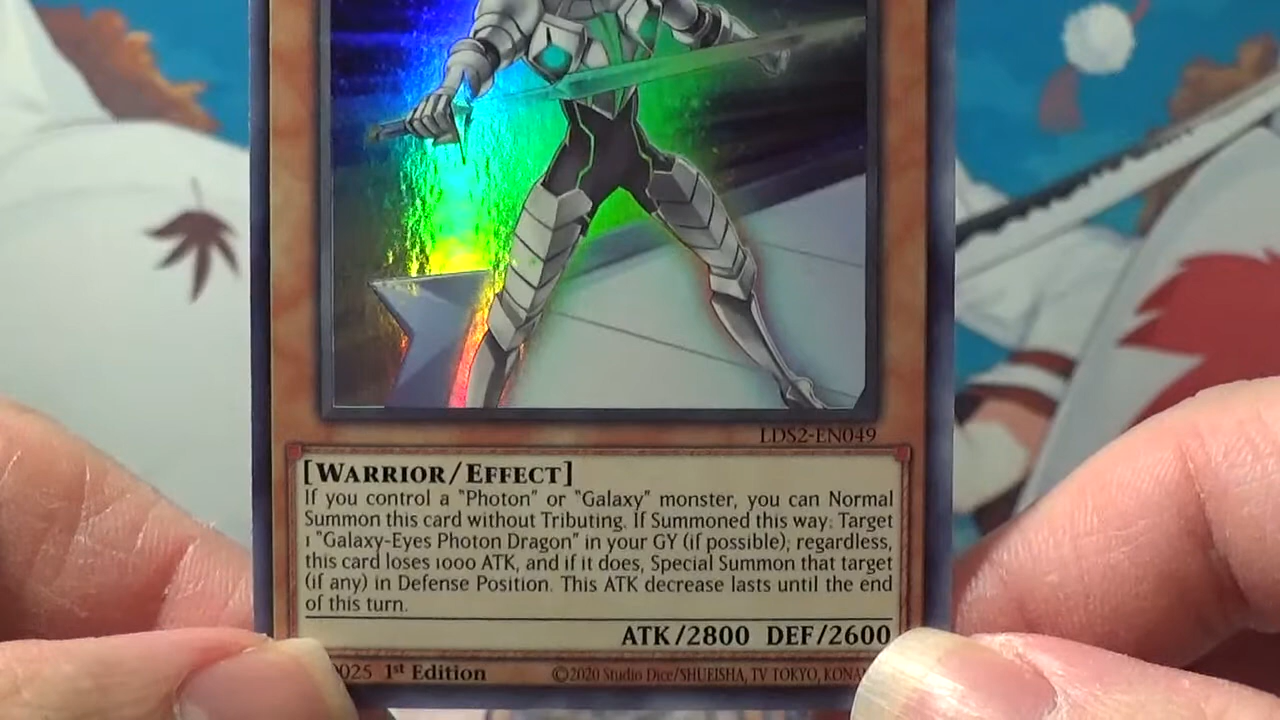 LDS2-EN049
[WARRIOR/EFFECT]
If you control a "Photon" or "Galaxy" monster, you can Normal
Summon this card without Tributing. If Summoned this way: Target
1 "Galaxy-Eyes Photon Dragon" in your GY (if possible); regardless,
this card loses 1000 ATK, and if it does, Special Summon that target
(if any) in Defense Position. This ATK decrease lasts until the end
of this turn.
ATK/2800 DEF/2600
0025 1st Edition ©2020 Studio Dice/SHUEISHA, TV TOKYO, KONA